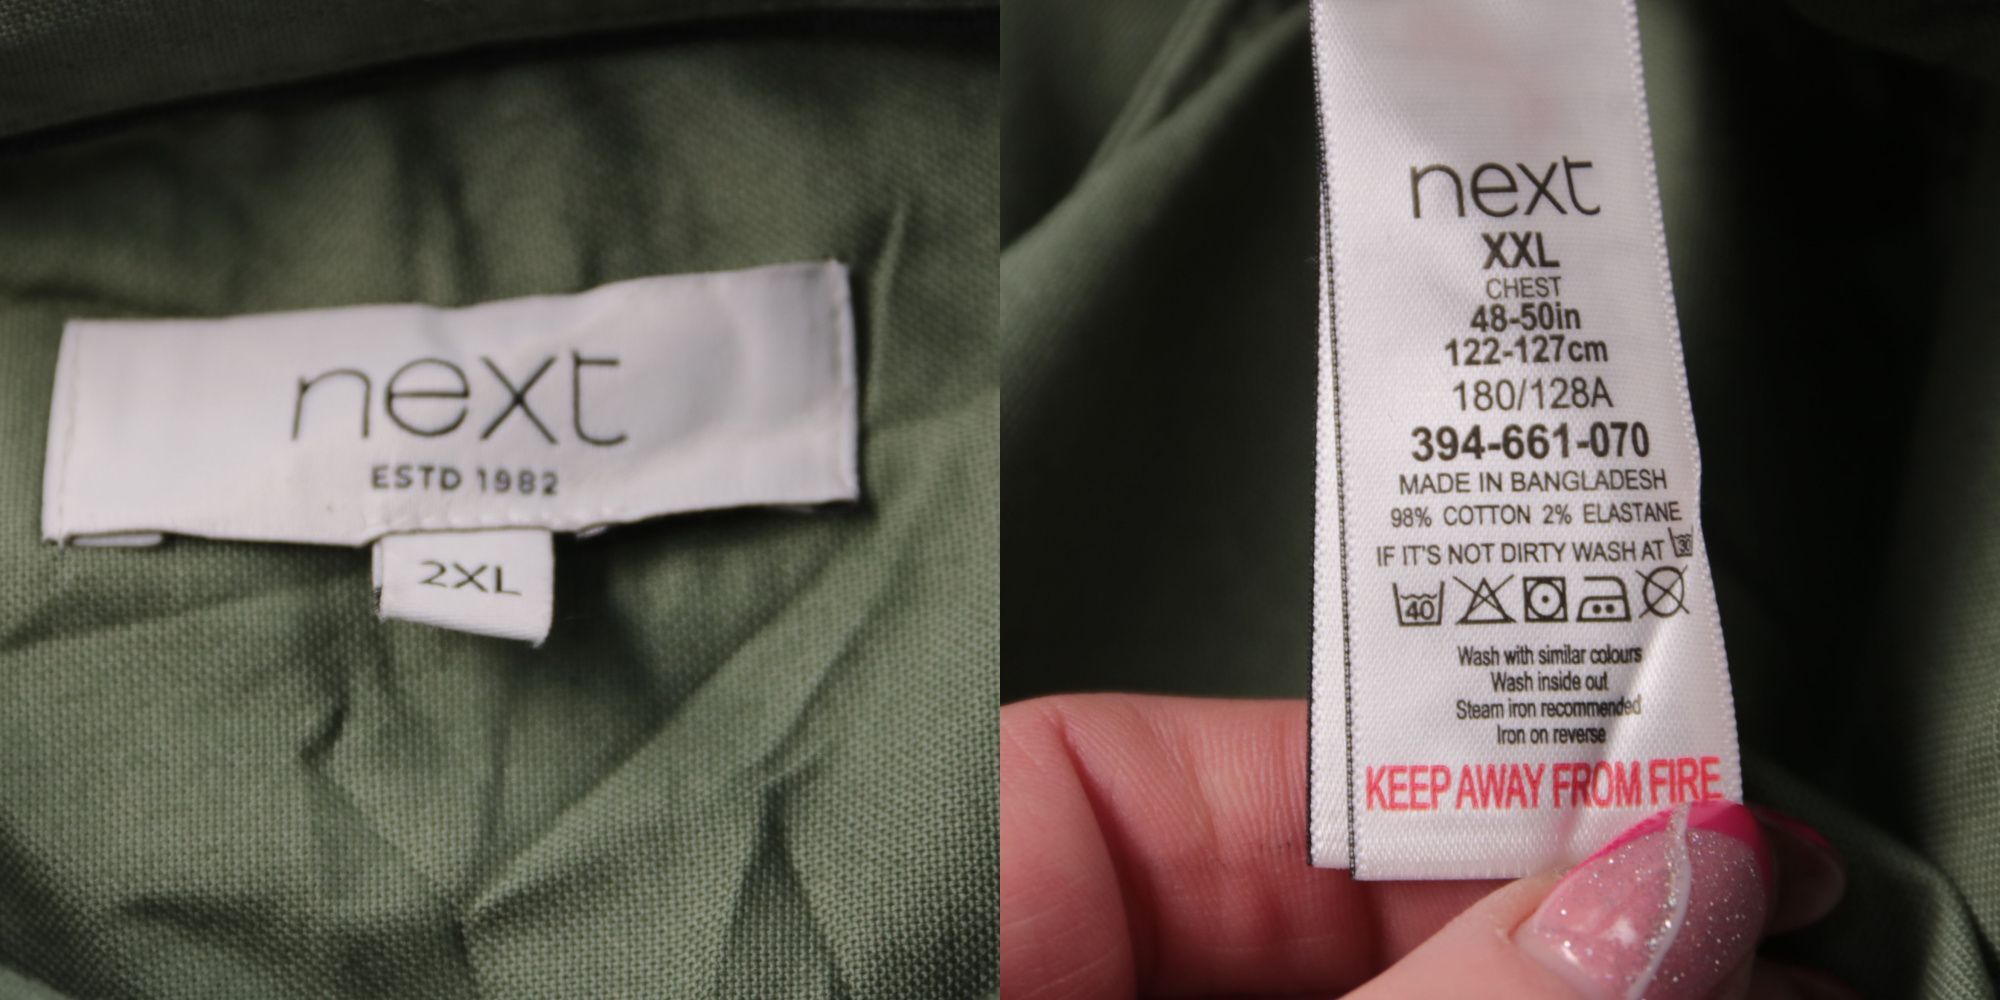 next
ESTD 1982
2XL
next
XXL
CHEST
48-50in
122-127cm
180/128A
394-661-070
MADE IN BANGLADESH
98% COTTON 2% ELASTANE
IF IT'S NOT DIRTY WASH AT 30
40
Wash with similar colours
Wash inside out
Steam iron recommended
Iron on reverse
KEEP AWAY FROM FIRE